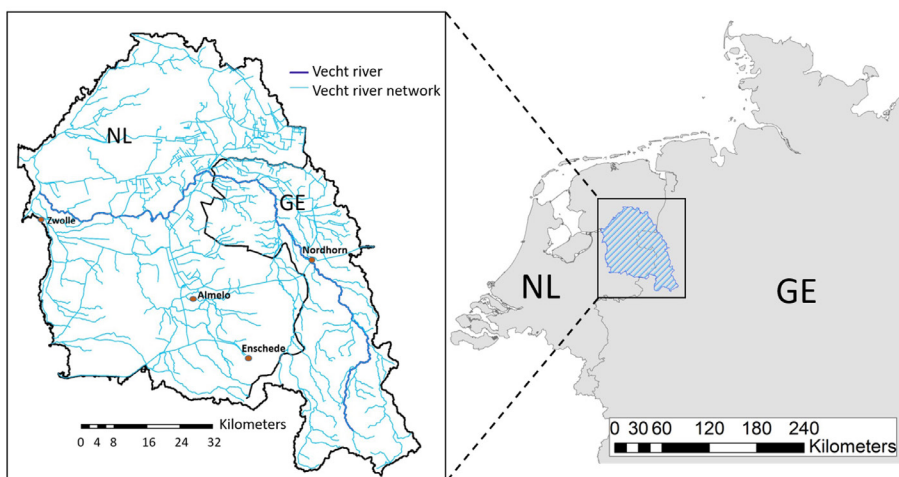 Vecht river
Vecht river network
NL
GE
Zwolle
Nordhorn
Almelo
Enschede
Kilometers
0 4 8 16 24 32
NL
GE
0 30 60 120 180 240
Kilometers